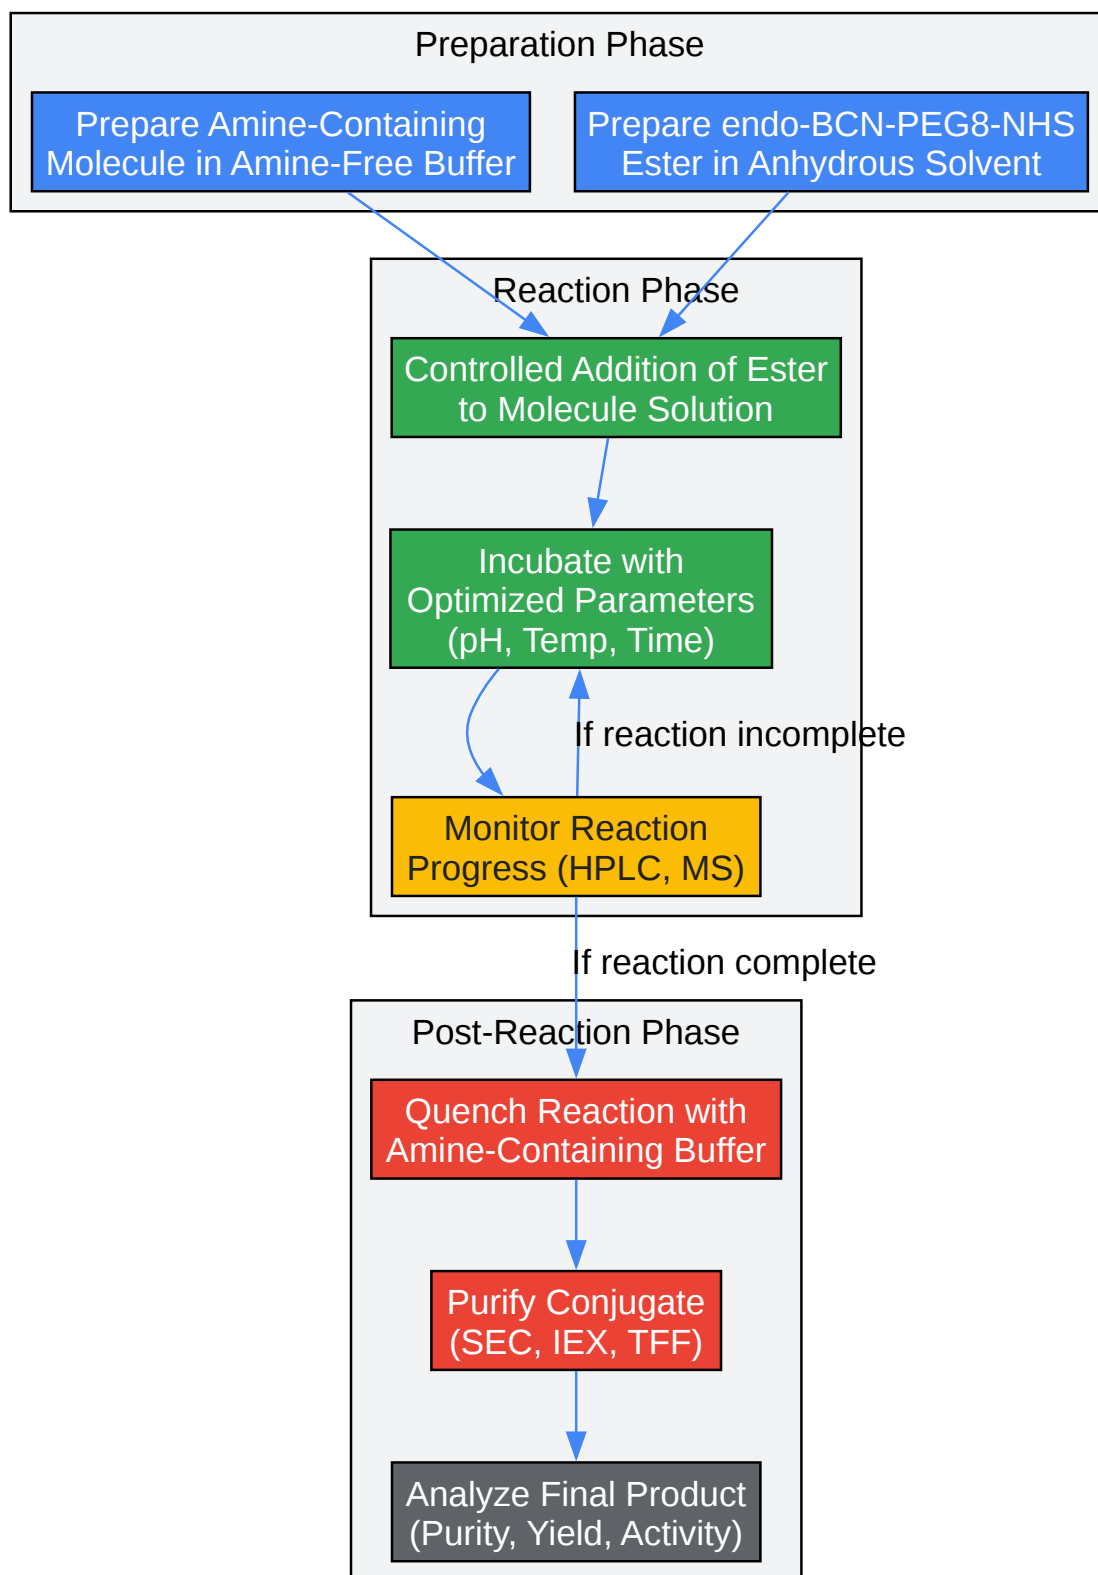 Preparation Phase
Prepare Amine-Containing
Molecule in Amine-Free Buffer
Prepare endo-BCN-PEG8-NHS
Ester in Anhydrous Solvent
Reaction Phase
Controlled Addition of Ester
to Molecule Solution
Incubate with
Optimized Parameters
(pH, Temp, Time)
If reaction incomplete
Monitor Reaction
Progress (HPLC, MS)
If reaction complete
Post-Reaction Phase
Quench Reaction with
Amine-Containing Buffer
Purify Conjugate
(SEC, IEX, TFF)
Analyze Final Product
(Purity, Yield, Activity)